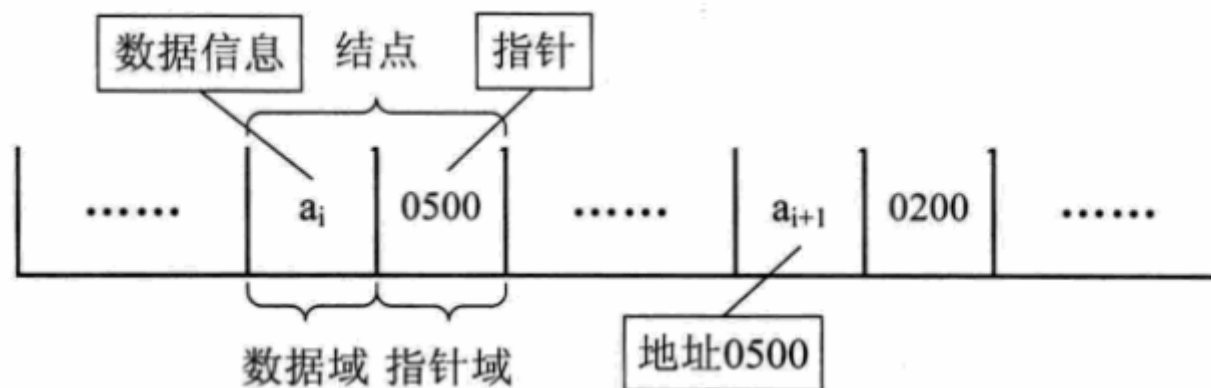 数据信息 结点 指针
…… aᵢ 0500 …… aᵢ₊₁ 0200 ……
数据域 指针域 地址0500